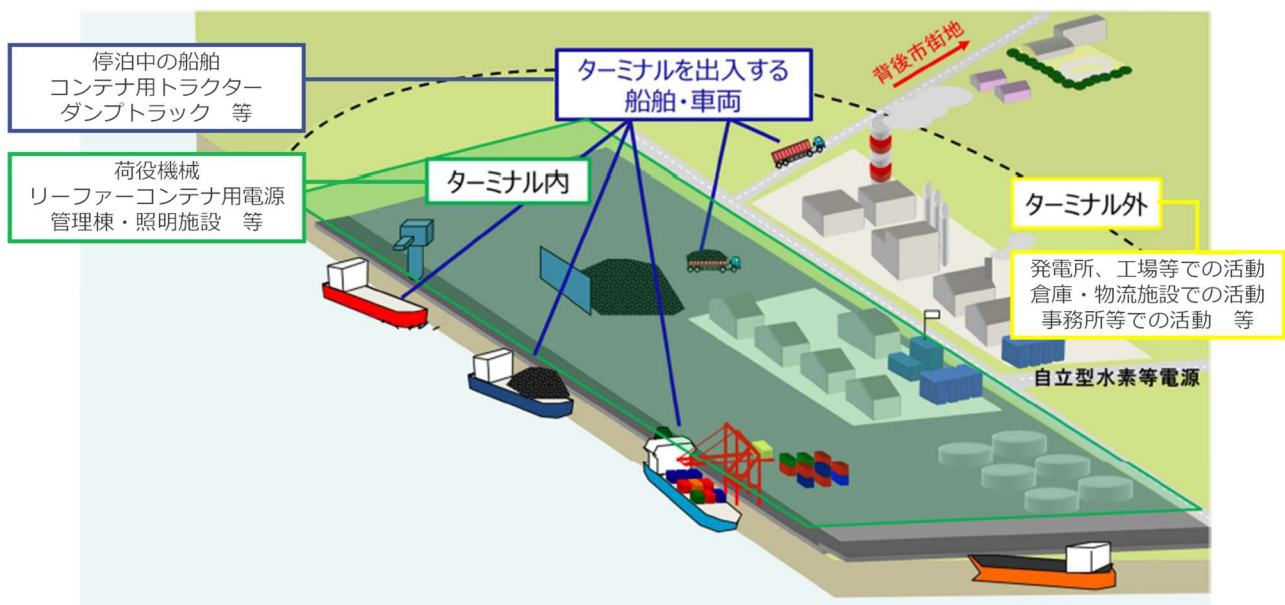 停泊中の船舶
コンテナ用トラクター
ダンプトラック　等
荷役機械
リーファーコンテナ用電源
管理棟・照明施設　等
ターミナルを出入する
船舶・車両
ターミナル内
背後市街地
ターミナル外
発電所、工場等での活動
倉庫・物流施設での活動
事務所等での活動　等
自立型水素等電源